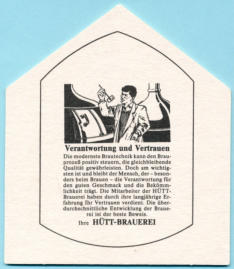 Verantwortung und Vertrauen
Die modernste Brautechnik kann den Brau-
prozeß positiv steuern, die gleichbleibende
Qualität gewährleisten. Doch am wichtig-
sten ist und bleibt der Mensch, der - beson-
ders beim Brauen - die Verantwortung für
den guten Geschmack und die Bekömm-
lichkeit trägt. Die Mitarbeiter der HÜTT-
Brauerei haben durch ihre langjährige Er-
fahrung Ihr Vertrauen verdient. Die über-
durchschnittliche Entwicklung der Braue-
rei ist der beste Beweis.
Ihre HÜTT-BRAUEREI